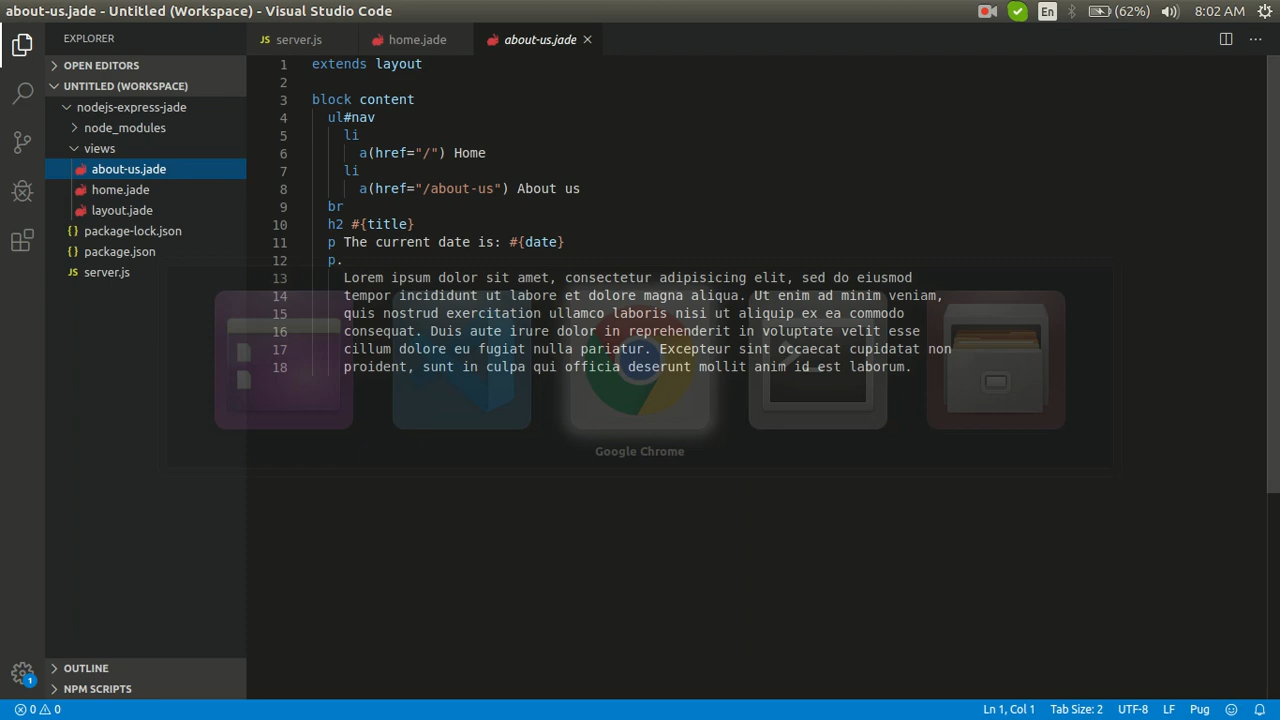 about-us.jade - Untitled (Workspace) - Visual Studio Code
En
(62%)
8:02 AM
EXPLORER
OPEN EDITORS
UNTITLED (WORKSPACE)
nodejs-express-jade
node_modules
views
about-us.jade
home.jade
layout.jade
{ } package-lock.json
{ } package.json
JS server.js
OUTLINE
NPM SCRIPTS
JS server.js
home.jade
about-us.jade
1 extends layout
2
3 block content
4 ul#nav
5 li
6 a(href="/") Home
7 li
8 a(href="/about-us") About us
9 br
10 h2 #{title}
11 p The current date is: #{date}
12 p.
13 Lorem ipsum dolor sit amet, consectetur adipisicing elit, sed do eiusmod
14 tempor incididunt ut labore et dolore magna aliqua. Ut enim ad minim veniam,
15 quis nostrud exercitation ullamco laboris nisi ut aliquip ex ea commodo
16 consequat. Duis aute irure dolor in reprehenderit in voluptate velit esse
17 cillum dolore eu fugiat nulla pariatur. Excepteur sint occaecat cupidatat non
18 proident, sunt in culpa qui officia deserunt mollit anim id est laborum.
Google Chrome
1
0 0
Ln 1, Col 1
Tab Size: 2
UTF-8
LF
Pug